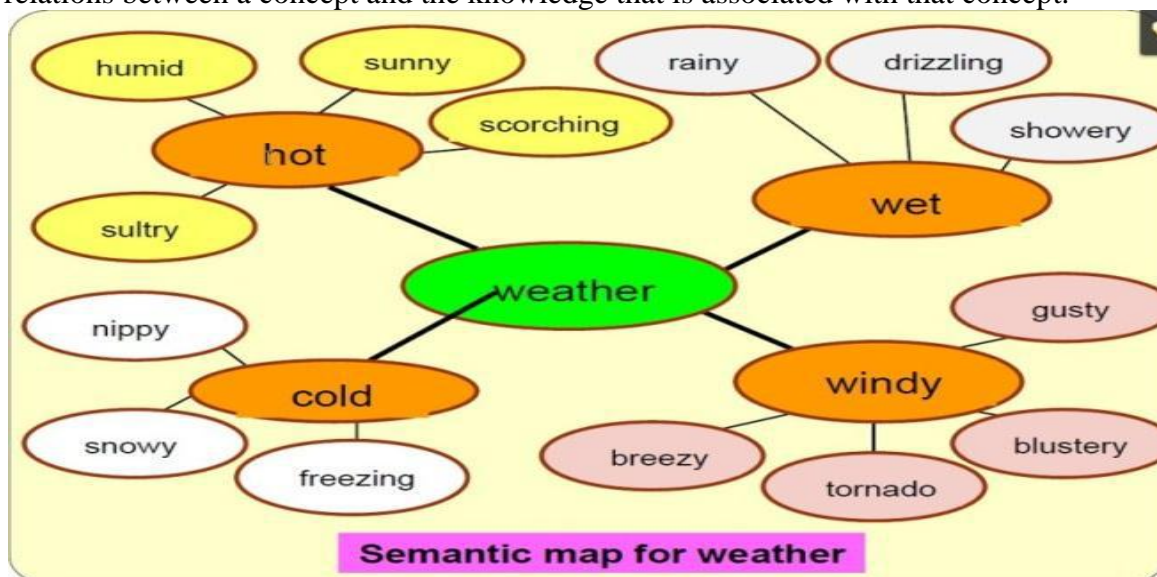 relations between a concept and the knowledge that is associated with that concept.
humid
sunny
rainy
drizzling
scorching
showery
hot
wet
sultry
weather
nippy
gusty
cold
windy
snowy
freezing
breezy
tornado
blustery
Semantic map for weather